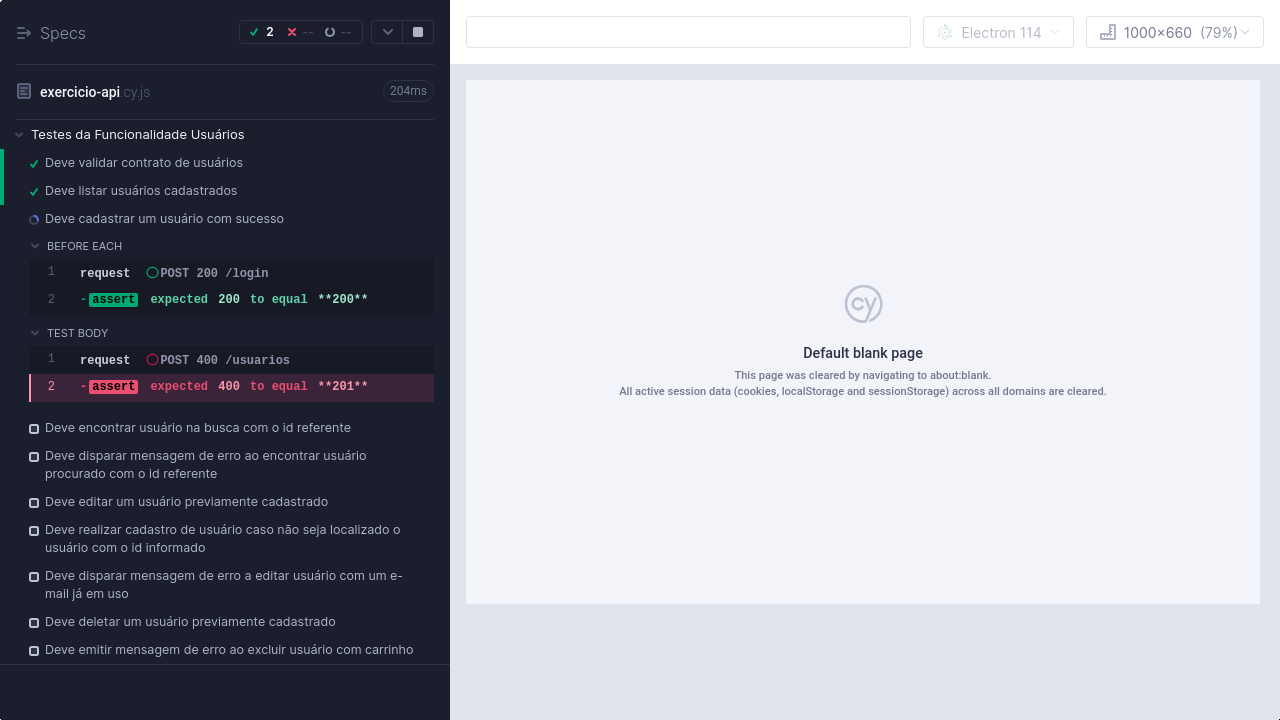 Specs
2
--
--
exercicio-api.cy.js
204ms
Testes da Funcionalidade Usuários
Deve validar contrato de usuários
Deve listar usuários cadastrados
Deve cadastrar um usuário com sucesso
BEFORE EACH
1 request POST 200 /login
2 -assert expected 200 to equal **200**
TEST BODY
1 request POST 400 /usuarios
2 -assert expected 400 to equal **201**
Deve encontrar usuário na busca com o id referente
Deve disparar mensagem de erro ao encontrar usuário
procurado com o id referente
Deve editar um usuário previamente cadastrado
Deve realizar cadastro de usuário caso não seja localizado o
usuário com o id informado
Deve disparar mensagem de erro a editar usuário com um e-
mail já em uso
Deve deletar um usuário previamente cadastrado
Deve emitir mensagem de erro ao excluir usuário com carrinho
Electron 114
1000x660 (79%)
cy
Default blank page
This page was cleared by navigating to about:blank.
All active session data (cookies, localStorage and sessionStorage) across all domains are cleared.